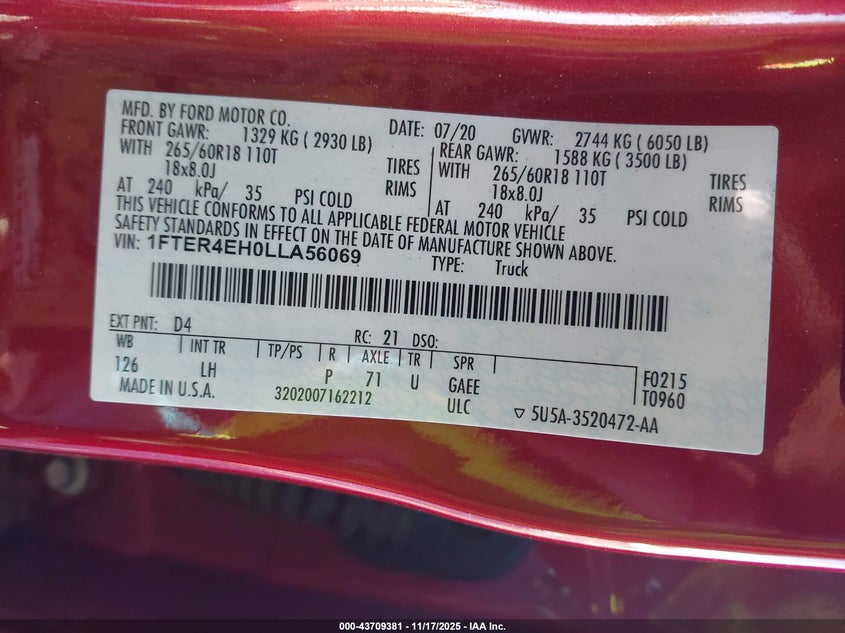 MFD. BY FORD MOTOR CO.
DATE: 07/20 GVWR: 2744 KG ( 6050 LB)
FRONT GAWR: 1329 KG ( 2930 LB)
WITH 265/60R18 110T TIRES
18x8.0J RIMS
AT 240 kPa/ 35 PSI COLD
REAR GAWR: 1588 KG ( 3500 LB)
WITH 265/60R18 110T TIRES
18x8.0J RIMS
AT 240 kPa/ 35 PSI COLD
THIS VEHICLE CONFORMS TO ALL APPLICABLE FEDERAL MOTOR VEHICLE
SAFETY STANDARDS IN EFFECT ON THE DATE OF MANUFACTURE SHOWN ABOVE.
VIN: 1FTER4EH0LLA56069
TYPE: Truck
EXT PNT: D4 RC: 21 DSO:
WB INT TR TP/PS R AXLE TR SPR
126 LH P 71 U GAEE
F0215
T0960
MADE IN U.S.A. 3202007162212 ULC
▽ 5U5A-3520472-AA
000-43709381 - 11/17/2025 - IAA Inc.